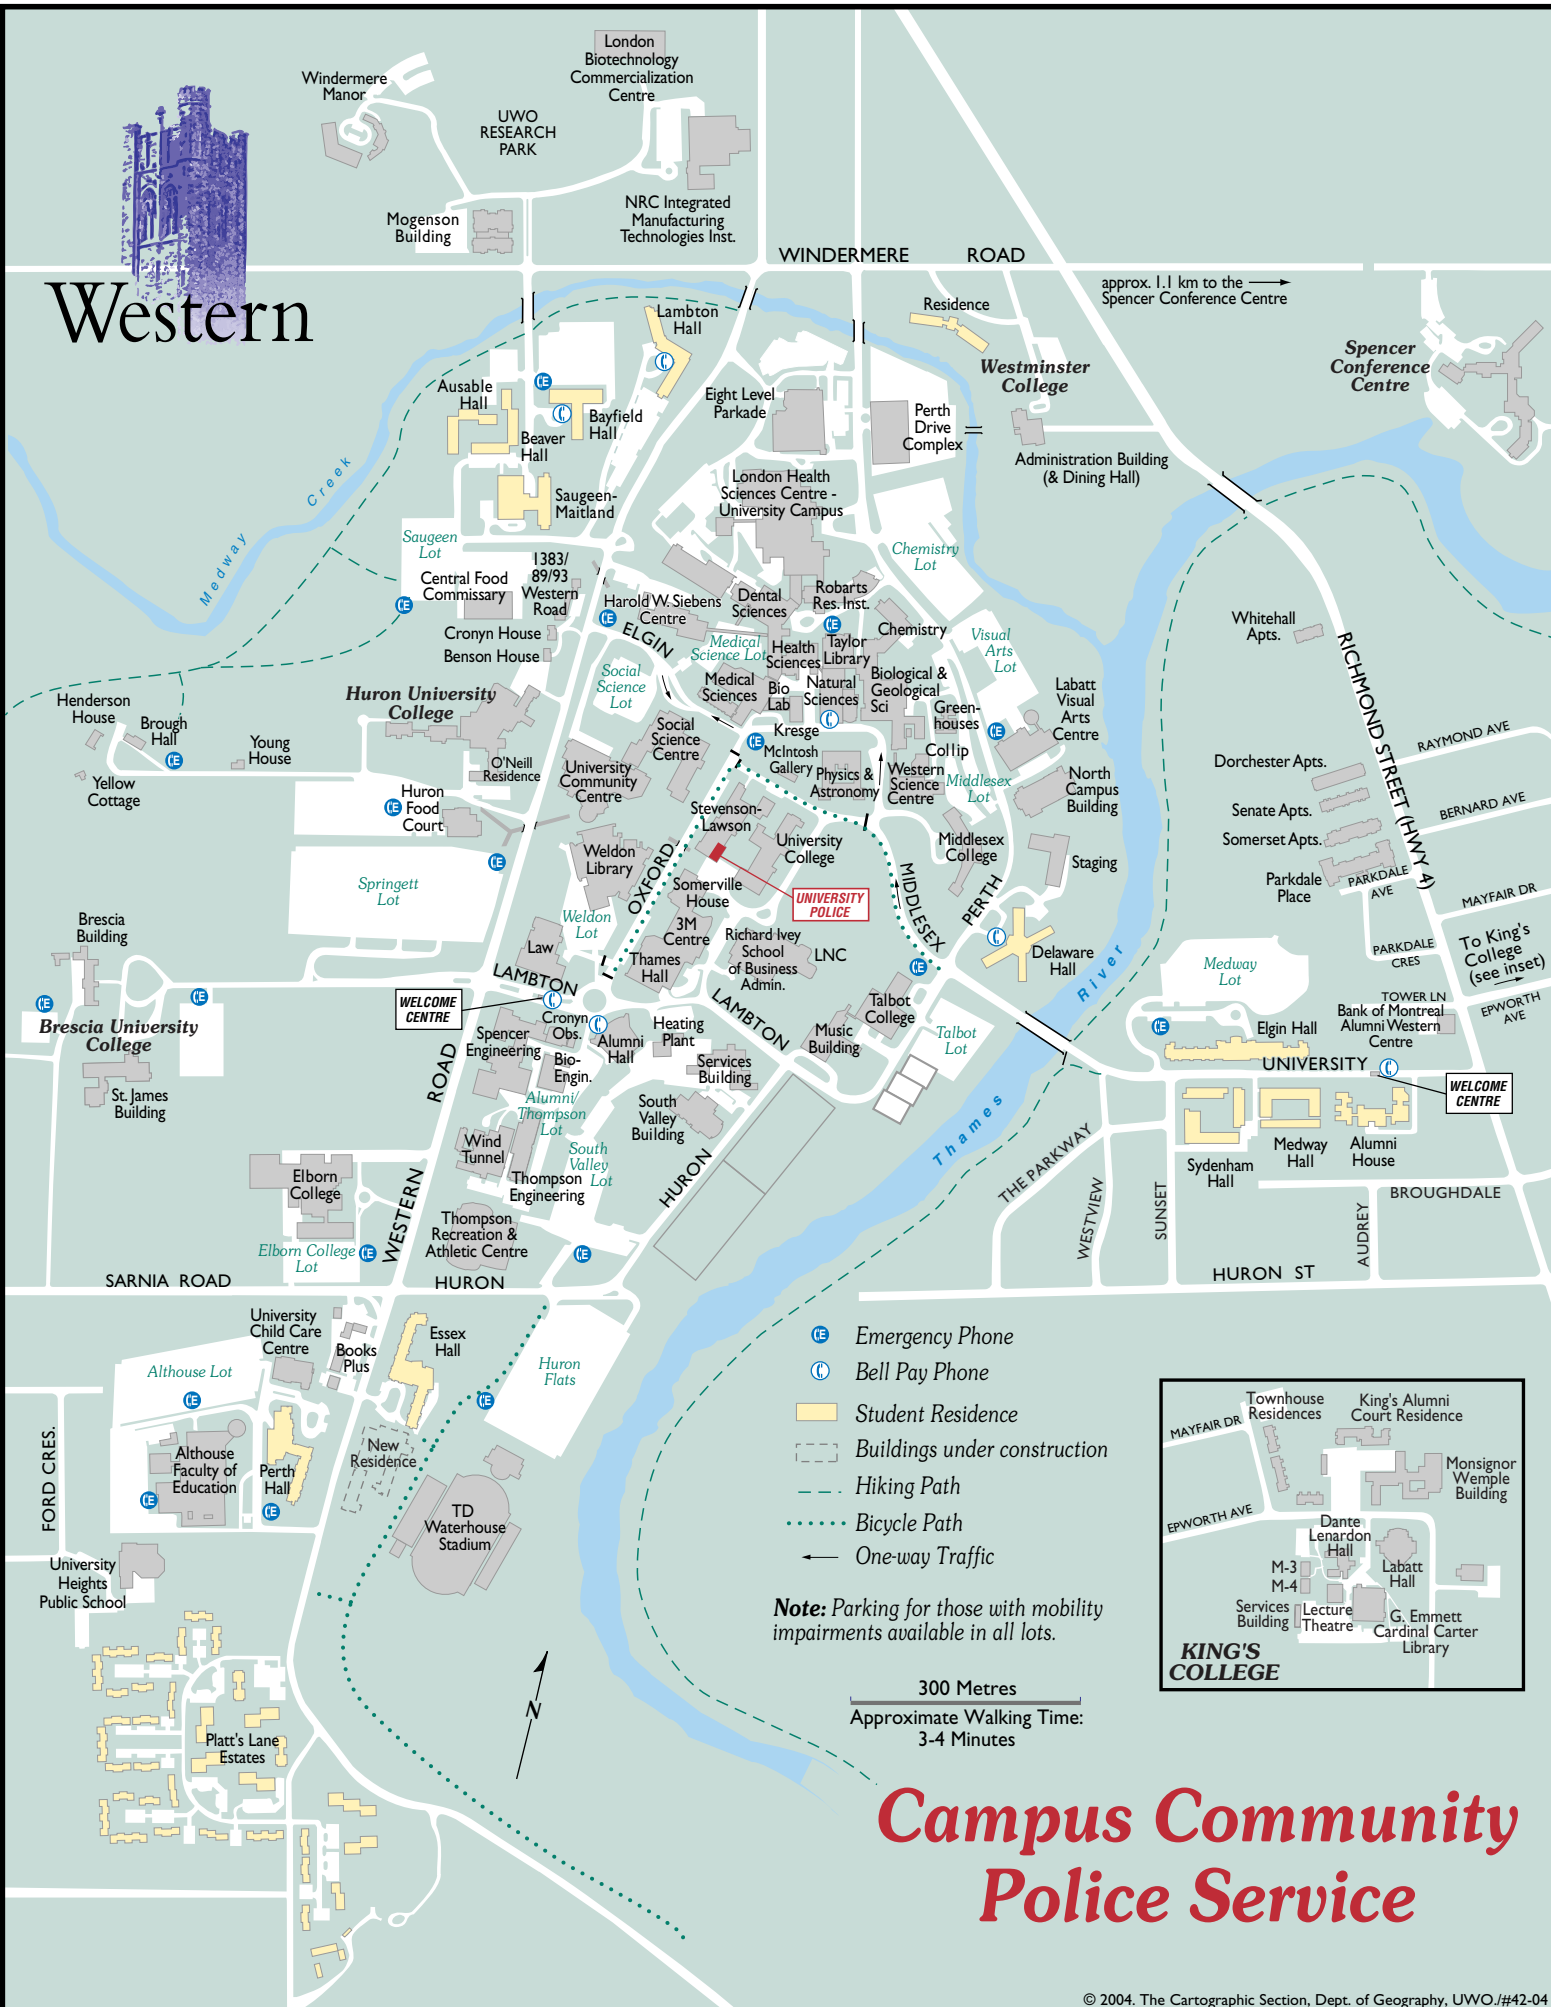 London
Biotechnology
Commercialization
Centre
Windermere
Manor
UWO
RESEARCH
PARK
Mogenson
Building
NRC Integrated
Manufacturing
Technologies Inst.
WINDERMERE ROAD
Western
approx. 1.1 km to the
Spencer Conference Centre
Residence
Lambton
Hall
Spencer
Conference
Centre
Westminster
College
Ausable
Hall
Eight Level
Parkade
Perth
Drive
Complex
Bayfield
Hall
Beaver
Hall
Administration Building
(& Dining Hall)
Medway Creek
London Health
Sciences Centre -
University Campus
Saugeen-
Maitland
Saugeen
Lot
Chemistry
Lot
1383/
89/93
Western
Road
Central Food
Commissary
Harold W. Siebens
Centre
Dental
Sciences
Robarts
Res. Inst.
Cronyn House
Benson House
ELGIN
Medical
Science Lot
Health
Sciences
Taylor
Library
Chemistry
Visual
Arts
Lot
Whitehall
Apts.
RICHMOND STREET (HWY 4)
Social
Science
Lot
Medical
Sciences
Bio
Lab
Natural
Sciences
Biological &
Geological
Sci
Green-
houses
Labatt
Visual
Arts
Centre
Huron University
College
Henderson
House
Brough
Hall
Young
House
Yellow
Cottage
O'Neill
Residence
Huron
Food
Court
Social
Science
Centre
University
Community
Centre
Kresge
McIntosh
Gallery
Physics &
Astronomy
Western
Science
Centre
Collip
Middlesex
Lot
North
Campus
Building
RAYMOND AVE
Dorchester Apts.
Senate Apts.
BERNARD AVE
Somerset Apts.
Parkdale
Place
PARKDALE
AVE
MAYFAIR DR
PARKDALE
CRES
To King's
College
(see inset)
EPWORTH
AVE
Stevenson-
Lawson
University
College
Middlesex
College
Staging
Weldon
Library
OXFORD
Somerville
House
UNIVERSITY
POLICE
MIDDLESEX
PERTH
Springett
Lot
Weldon
Lot
3M
Centre
Richard Ivey
School
of Business
Admin.
LNC
Delaware
Hall
Brescia
Building
Law
LAMBTON
Thames
Hall
LAMBTON
Medway
Lot
TOWER LN
Bank of Montreal
Alumni Western
Centre
WELCOME
CENTRE
Brescia University
College
St. James
Building
Spencer
Engineering
Cronyn
Obs.
Bio-
Engin.
Alumni
Hall
Heating
Plant
Services
Building
Music
Building
Talbot
College
Talbot
Lot
Elgin Hall
UNIVERSITY
WELCOME
CENTRE
WESTERN ROAD
Alumni/
Thompson
Lot
South
Valley
Building
Thames River
Wind
Tunnel
South
Valley
Lot
Thompson
Engineering
HURON
Sydenham
Hall
Medway
Hall
Alumni
House
THE PARKWAY
WESTVIEW
SUNSET
AUDREY
BROUGHDALE
HURON ST
Elborn
College
Elborn College
Lot
Thompson
Recreation &
Athletic Centre
SARNIA ROAD
HURON
University
Child Care
Centre
Books
Plus
Essex
Hall
Althouse Lot
Huron
Flats
Althouse
Faculty of
Education
Perth
Hall
New
Residence
FORD CRES.
TD
Waterhouse
Stadium
University
Heights
Public School
Platt's Lane
Estates
CE Emergency Phone
Bell Pay Phone
Student Residence
Buildings under construction
Hiking Path
Bicycle Path
One-way Traffic
Note: Parking for those with mobility
impairments available in all lots.
300 Metres
Approximate Walking Time:
3-4 Minutes
N
Townhouse
Residences
King's Alumni
Court Residence
MAYFAIR DR
Monsignor
Wemple
Building
EPWORTH AVE
Dante
Lenardon
Hall
M-3
M-4
Labatt
Hall
Services
Building
Lecture
Theatre
G. Emmett
Cardinal Carter
Library
KING'S
COLLEGE
Campus Community
Police Service
© 2004. The Cartographic Section, Dept. of Geography, UWO./#42-04